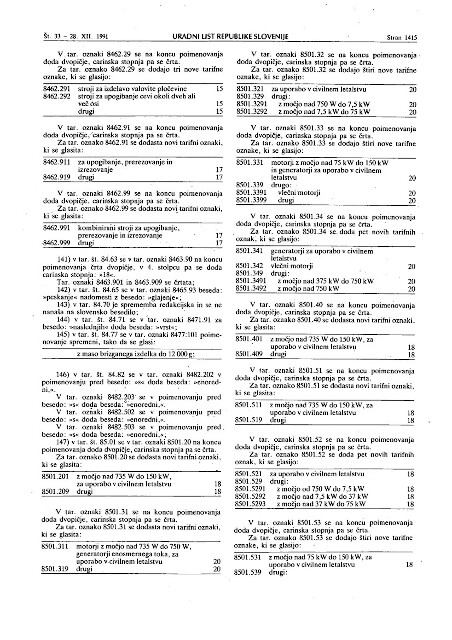 Št. 33 – 28. XII. 1991 URADNI LIST REPUBLIKE SLOVENIJE Stran 1415
V tar. oznaki 8462.29 se na koncu poimenovanja
doda dvopičje, carinska stopnja pa se črta.
Za tar. oznako 8462.29 se dodajo tri nove tarifne
oznake, ki se glasijo:
8462.291 stroji za izdelavo valovite pločevine 15
8462.292 stroji za upogibanje cevi okoli dveh ali
več osi 15
drugi 15
V tar. oznaki 8462.91 se na koncu poimenovanja
doda dvopičje, carinska stopnja pa se črta.
Za tar. oznako 8462.91 se dodasta novi tarifni oznaki,
ki se glasita:
8462.911 za upogibanje, prerezovanje in
izrezovanje 17
8462.919 drugi 17
V tar. oznaki 8462.99 se na koncu poimenovanja
doda dvopičje, carinska stopnja pa se črta.
Za tar. oznako 8462.99 se dodasta novi tarifni oznaki,
ki se glasita:
8462.991 kombinirani stroji za upogibanje,
prerezovanje in izrezovanje 17
8462.999 drugi 17
141) v tar. št. 84.63 se v tar. oznaki 8463.90 na koncu
poimenovanja črta dvopičje, v 4. stolpcu pa se doda
carinska stopnja: »18«.
Tar. oznaki 8463.901 in 8463.909 se črtata;
142) v tar. št. 84.65 se v tar. oznaki 8465.93 beseda:
»peskanje« nadomesti z besedo: »glajenje«;
143) v tar. 84.70 je sprememba redakcijska in se ne
nanaša na slovensko besedilo;
144) v tar. št. 84.71 se v tar. oznaki 8471.91 za
besedo: »naslednjih« doda beseda: »vrst«;
145) v tar. št. 84.77 se v tar. oznaki 8477.101 poime-
novanje spremeni, tako da se glasi:
z maso brizganega izdelka do 12 000 g;
146) v tar. št. 84.82 se v tar. oznaki 8482.202 v
poimenovanju pred besedo: »s« doda beseda: »enored-
ni,«.
V tar. oznaki 8482.203 se v poimenovanju pred
besedo: »s« doda beseda: »enoredni,«.
V tar. oznaki 8482.502 se v poimenovanju pred
besedo: »s« doda beseda: »enoredni,«.
V tar. oznaki 8482.503 se v poimenovanju pred
besedo: »s« doda beseda: »enoredni,«;
147) v tar. št. 85.01 se v tar. oznaki 8501.20 na koncu
poimenovanja doda dvopičje, carinska stopnja pa se črta.
Za tar. oznako 8501.20 se dodasta novi tarifni oznaki,
ki se glasita:
8501.201 z močjo nad 735 W do 150 kW,
za uporabo v civilnem letalstvu 18
8501.209 drugi 18
V tar. oznaki 8501.31 se na koncu poimenovanja
doda dvopičje, carinska stopnja pa se črta.
Za tar. oznako 8501.31 se dodasta novi tarifni oznaki,
ki se glasita:
8501.311 motorji z močjo nad 735 W do 750 W,
generatorji enosmernega toka, za
uporabo v civilnem letalstvu 20
8501.319 drugi 20
V tar. oznaki 8501.32 se na koncu poimenovanja
doda dvopičje, carinska stopnja pa se črta.
Za tar. oznako 8501.32 se dodajo štiri nove tarifne
oznake, ki se glasijo:
8501.321 za uporabo v civilnem letalstvu 20
8501.329 drugi:
8501.3291 z močjo nad 750 W do 7,5 kW 20
8501.3292 z močjo nad 7,5 kW do 75 kW 20
V tar. oznaki 8501.33 se na koncu poimenovanja
doda dvopičje, carinska stopnja pa se črta.
Za tar. oznako 8501.33 se dodajo štiri nove tarifne
oznake, ki se glasijo:
8501.331 motorji z močjo nad 75 kW do 150 kW
in generatorji za uporabo v civilnem
letalstvu 20
8501.339 drugo:
8501.3391 vlečni motorji 20
8501.3399 drugi 20
V tar. oznaki 8501.34 se na koncu poimenovanja
doda dvopičje, carinska stopnja pa se črta.
Za tar. oznako 8501.34 se doda pet novih tarifnih
oznak, ki se glasijo:
8501.341 generatorji za uporabo v civilnem
letalstvu
8501.342 vlečni motorji 20
8501.349 drugi:
8501.3491 z močjo nad 375 kW do 750 kW 20
8501.3492 z močjo nad 750 kW 20
V tar. oznaki 8501.40 se na koncu poimenovanja
doda dvopičje, carinska stopnja pa se črta.
Za tar. oznako 8501.40 se dodasta novi tarifni oznaki,
ki se glasita:
8501.401 z močjo nad 735 W do 150 kW, za
uporabo v civilnem letalstvu 18
8501.409 drugi 18
V tar. oznaki 8501.51 se na koncu poimenovanja
doda dvopičje, carinska stopnja pa se črta.
Za tar. oznako 8501.51 se dodasta novi tarifni oznaki,
ki se glasita:
8501.511 z močjo nad 735 W do 150 kW, za
uporabo v civilnem letalstvu 18
8501.519 drugi 18
V tar. oznaki 8501.52 se na koncu poimenovanja
doda dvopičje, carinska stopnja pa se črta.
Za tar. oznako 8501.52 se doda pet novih tarifnih
oznak, ki se glasijo:
8501.521 za uporabo v civilnem letalstvu 18
8501.529 drugi:
8501.5291 z močjo od 750 W do 7,5 kW 18
8501.5292 z močjo nad 7,5 kW do 37 kW 18
8501.5293 z močjo nad 37 kW do 75 kW 18
V tar. oznaki 8501.53 se na koncu poimenovanja
doda dvopičje, carinska stopnja pa se črta.
Za tar. oznako 8501.53 se dodajo štiri nove tarifne
oznake, ki se glasijo:
8501.531 z močjo nad 75 kW do 150 kW, za
uporabo v civilnem letalstvu 18
8501.539 drugi: